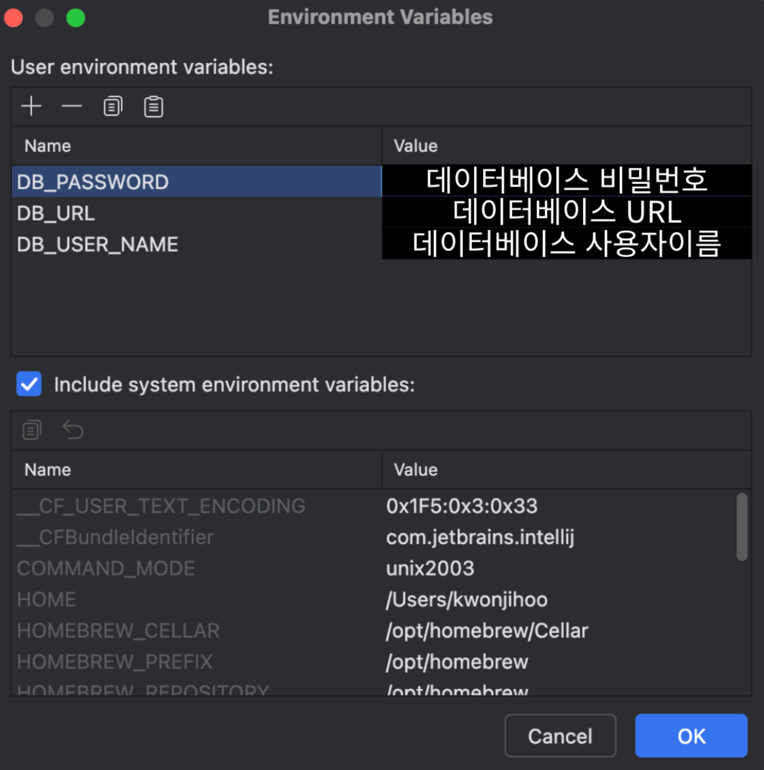 Environment Variables
User environment variables:
Name Value
DB_PASSWORD 데이터베이스 비밀번호
DB_URL 데이터베이스 URL
DB_USER_NAME 데이터베이스 사용자이름
Include system environment variables:
Name Value
__CF_USER_TEXT_ENCODING 0x1F5:0x3:0x33
__CFBundleIdentifier com.jetbrains.intellij
COMMAND_MODE unix2003
HOME /Users/kwonjihoo
HOMEBREW_CELLAR /opt/homebrew/Cellar
HOMEBREW_PREFIX /opt/homebrew
HOMEBREW_REPOSITORY /opt/homebrew
Cancel OK